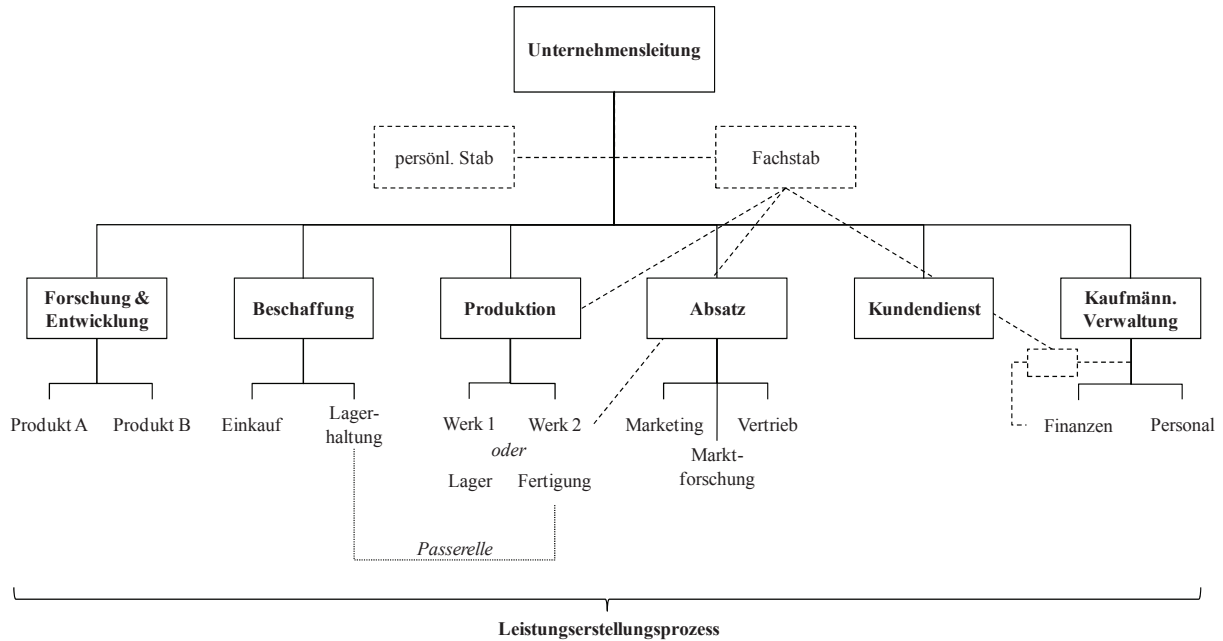 Unternehmensleitung
persönl. Stab
Fachstab
Forschung &
Entwicklung
Beschaffung
Produktion
Absatz
Kundendienst
Kaufmänn.
Verwaltung
Produkt A
Produkt B
Einkauf
Lager-
haltung
Werk 1
Werk 2
oder
Lager
Fertigung
Marketing
Vertrieb
Markt-
forschung
Finanzen
Personal
Passerelle
Leistungserstellungsprozess